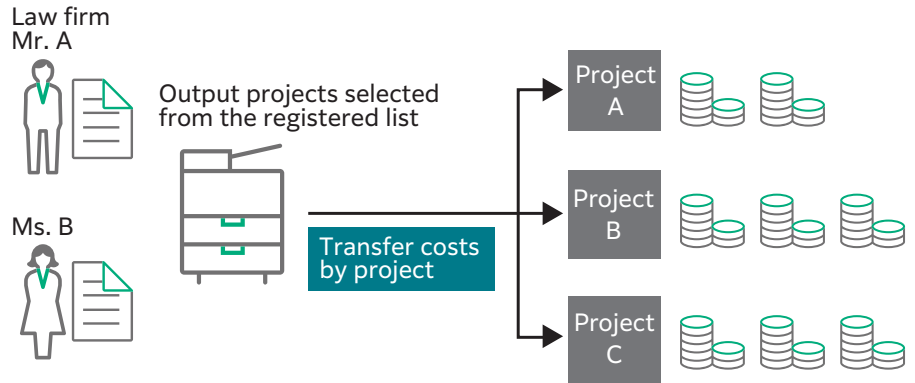 Law firm
Mr. A
Output projects selected
from the registered list
Ms. B
Transfer costs
by project
Project
A
Project
B
Project
C